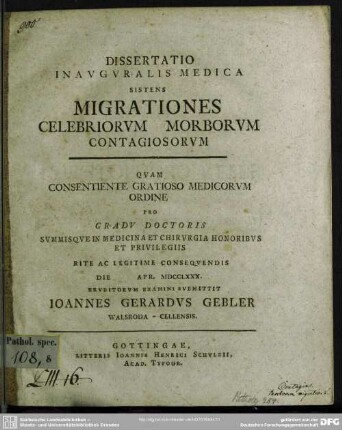 DISSERTATIO
INAVGVRALIS MEDICA
SISTENS
MIGRATIONES
CELEBRIORVM MORBORVM
CONTAGIOSORVM
QVAM
CONSENTIENTE GRATIOSO MEDICORVM
ORDINE
PRO
GRADV DOCTORIS
SVMMISQVE IN MEDICINA ET CHIRVRGIA HONORIBVS
ET PRIVILEGIIS
RITE AC LEGITIME CONSEQVENDIS
DIE APR. MDCCLXXX.
ERVDITORVM EXAMINI SVBMITTIT
IOANNES GERARDVS GEBLER
WALSRODA - CELLENSIS.
GOTTINGAE,
LITTERIS IOANNIS HENRICI SCHVLZII,
ACAD. TYPOGR.
Pathol. spec.
108, 8